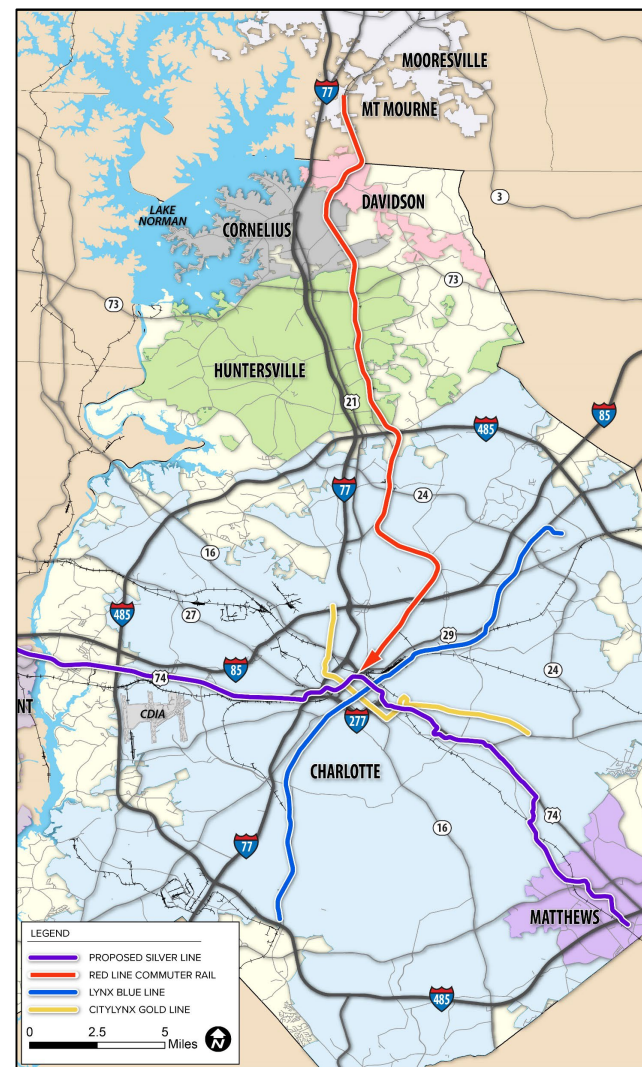 MOORESVILLE
77
MT MOURNE
3
DAVIDSON
LAKE
NORMAN
CORNELIUS
73
73
HUNTERSVILLE
21
85
485
77
24
16
485
27
29
85
74
24
NT
CDIA
277
CHARLOTTE
16
74
77
MATTHEWS
485
LEGEND
PROPOSED SILVER LINE
RED LINE COMMUTER RAIL
LYNX BLUE LINE
CITYLYNX GOLD LINE
0 2.5 5
Miles
N